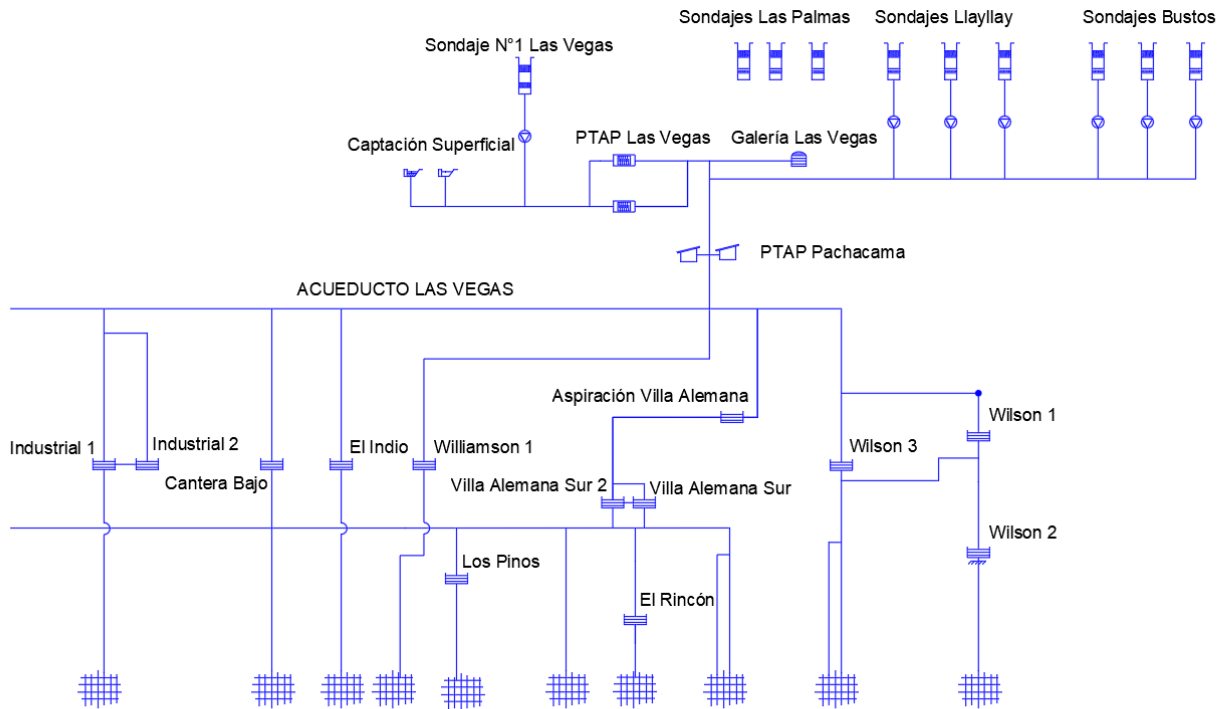 Sondajes Las Palmas
Sondajes Llayllay
Sondajes Bustos
Sondaje N°1 Las Vegas
Captación Superficial
PTAP Las Vegas
Galería Las Vegas
PTAP Pachacama
ACUEDUCTO LAS VEGAS
Aspiración Villa Alemana
Industrial 1
Industrial 2
Cantera Bajo
El Indio
Williamson 1
Wilson 3
Wilson 1
Villa Alemana Sur 2
Villa Alemana Sur
Wilson 2
Los Pinos
El Rincón